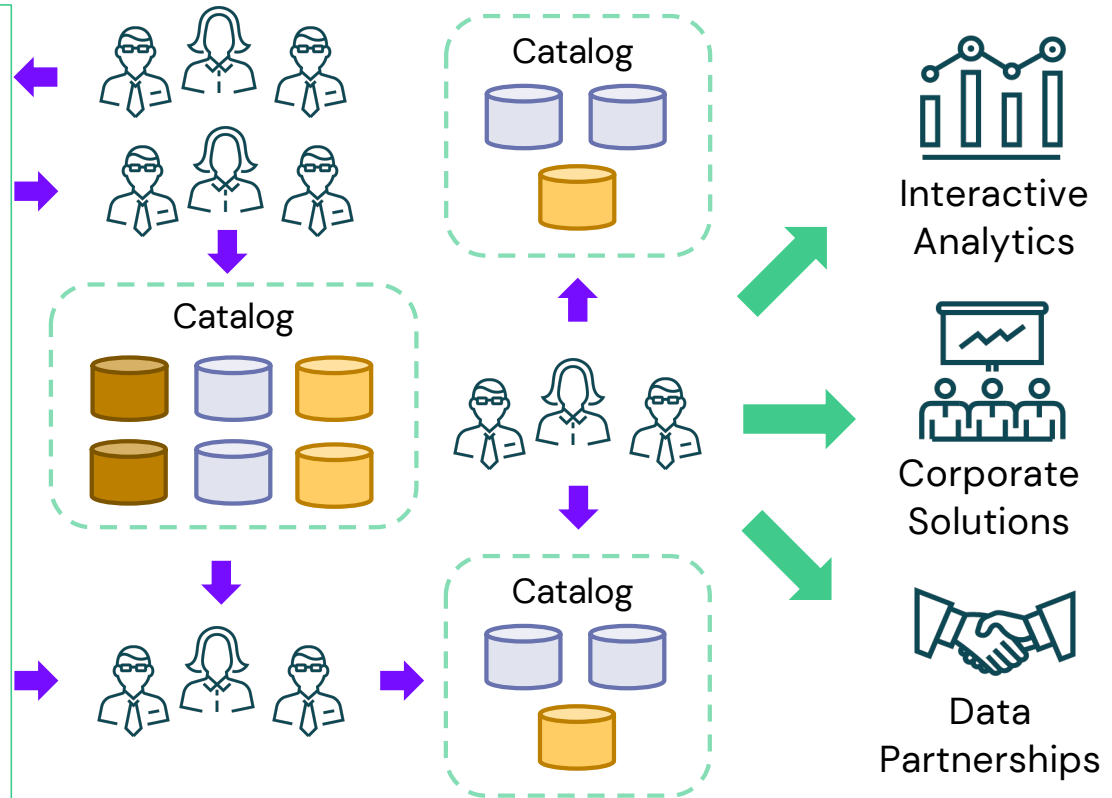 Catalog
Interactive
Analytics
Catalog
Corporate
Solutions
Catalog
Data
Partnerships